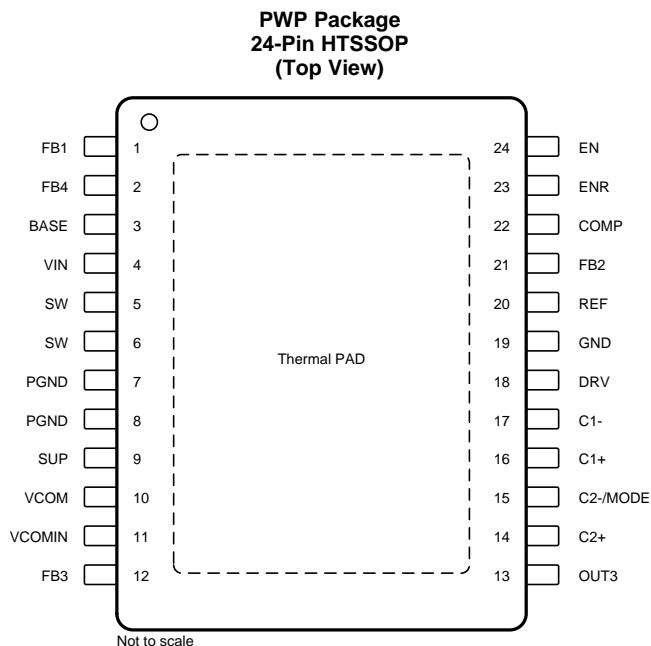 PWP Package
24-Pin HTSSOP
(Top View)
FB1 1 24 EN
FB4 2 23 ENR
BASE 3 22 COMP
VIN 4 21 FB2
SW 5 20 REF
SW 6 19 GND
Thermal PAD
PGND 7 18 DRV
PGND 8 17 C1-
SUP 9 16 C1+
VCOM 10 15 C2-/MODE
VCOMIN 11 14 C2+
FB3 12 13 OUT3
Not to scale